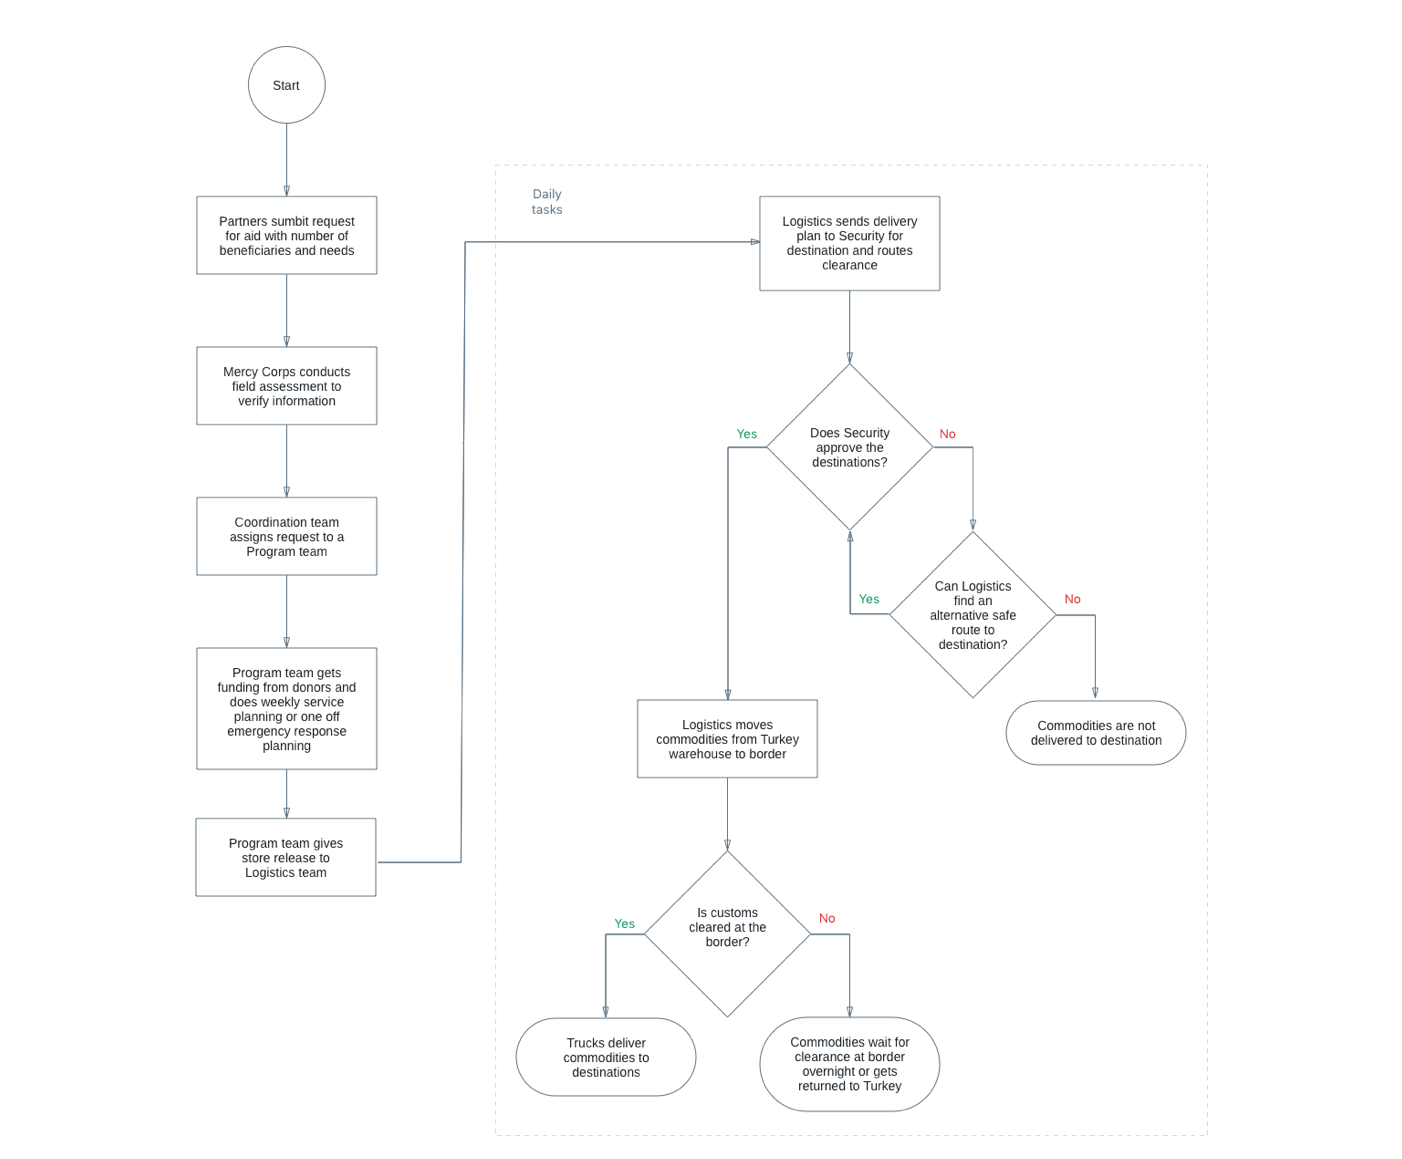 Start
Partners sumbit request
for aid with number of
beneficiaries and needs
Mercy Corps conducts
field assessment to
verify information
Coordination team
assigns request to a
Program team
Program team gets
funding from donors and
does weekly service
planning or one off
emergency response
planning
Program team gives
store release to
Logistics team
Daily
tasks
Logistics sends delivery
plan to Security for
destination and routes
clearance
Does Security
approve the
destinations?
Yes
No
Can Logistics
find an
alternative safe
route to
destination?
Yes
No
Commodities are not
delivered to destination
Logistics moves
commodities from Turkey
warehouse to border
Is customs
cleared at the
border?
Yes
No
Trucks deliver
commodities to
destinations
Commodities wait for
clearance at border
overnight or gets
returned to Turkey